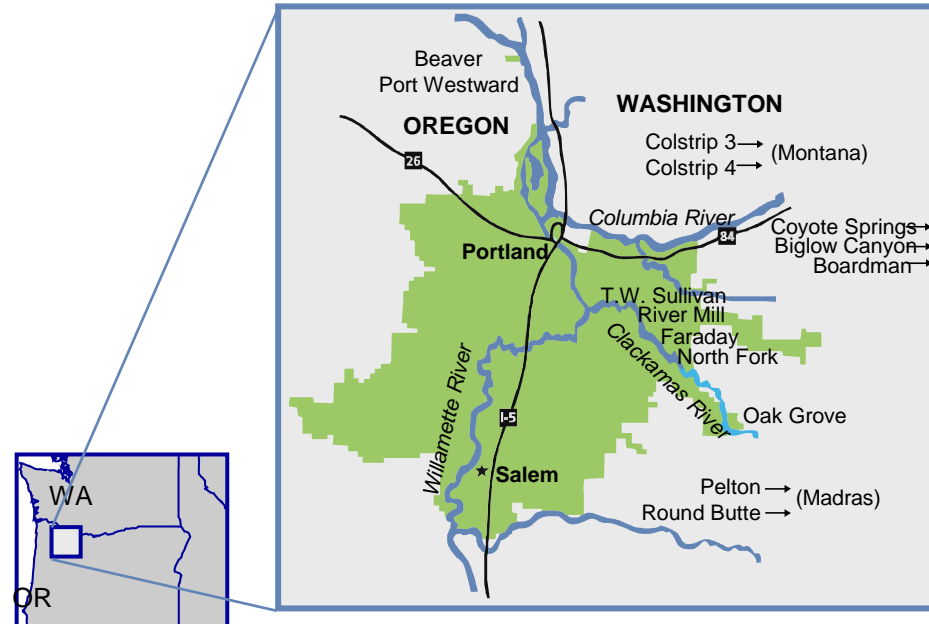 Beaver
Port Westward
WASHINGTON
OREGON
Colstrip 3
(Montana)
Colstrip 4
26
Columbia River
Coyote Springs
84
Biglow Canyon
Portland
Boardman
T.W. Sullivan
River Mill
Faraday
North Fork
Clackamas River
Willamette River
I-5
Oak Grove
Salem
Pelton
(Madras)
Round Butte
WA
OR